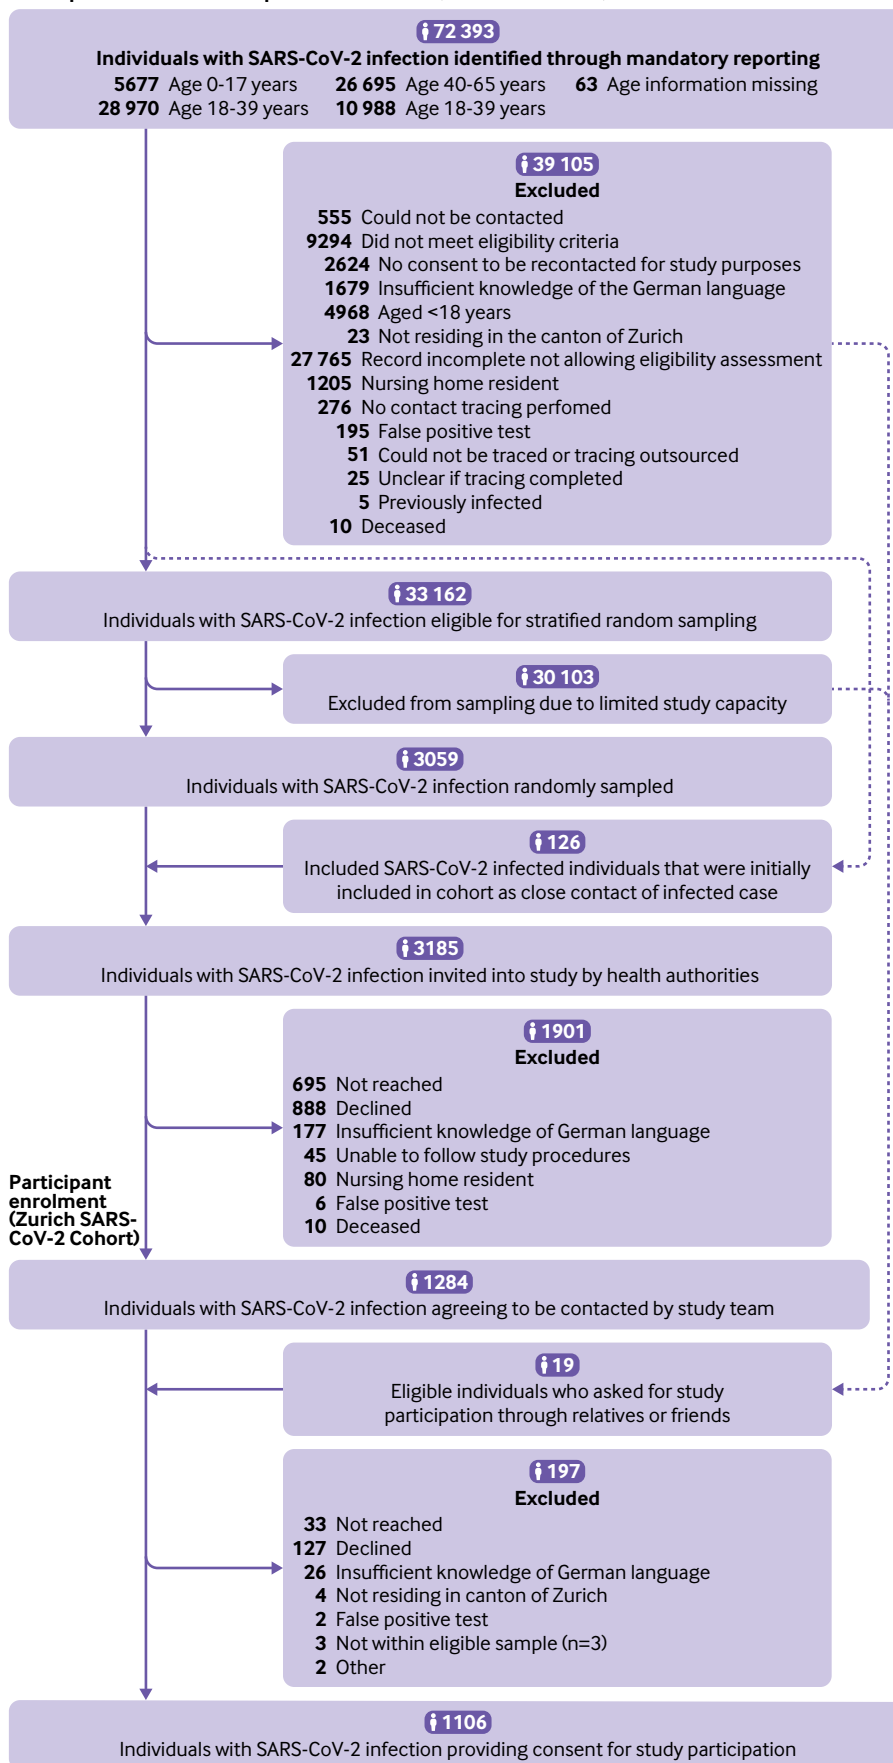 72 393
Individuals with SARS-CoV-2 infection identified through mandatory reporting
5677 Age 0-17 years 26 695 Age 40-65 years 63 Age information missing
28 970 Age 18-39 years 10 988 Age 18-39 years
39 105
Excluded
555 Could not be contacted
9294 Did not meet eligibility criteria
2624 No consent to be recontacted for study purposes
1679 Insufficient knowledge of the German language
4968 Aged <18 years
23 Not residing in the canton of Zurich
27 765 Record incomplete not allowing eligibility assessment
1205 Nursing home resident
276 No contact tracing perfomed
195 False positive test
51 Could not be traced or tracing outsourced
25 Unclear if tracing completed
5 Previously infected
10 Deceased
33 162
Individuals with SARS-CoV-2 infection eligible for stratified random sampling
30 103
Excluded from sampling due to limited study capacity
3059
Individuals with SARS-CoV-2 infection randomly sampled
126
Included SARS-CoV-2 infected individuals that were initially
included in cohort as close contact of infected case
3185
Individuals with SARS-CoV-2 infection invited into study by health authorities
1901
Excluded
695 Not reached
888 Declined
177 Insufficient knowledge of German language
45 Unable to follow study procedures
80 Nursing home resident
6 False positive test
10 Deceased
Participant
enrolment
(Zurich SARS-
CoV-2 Cohort)
1284
Individuals with SARS-CoV-2 infection agreeing to be contacted by study team
19
Eligible individuals who asked for study
participation through relatives or friends
197
Excluded
33 Not reached
127 Declined
26 Insufficient knowledge of German language
4 Not residing in canton of Zurich
2 False positive test
3 Not within eligible sample (n=3)
2 Other
1106
Individuals with SARS-CoV-2 infection providing consent for study participation